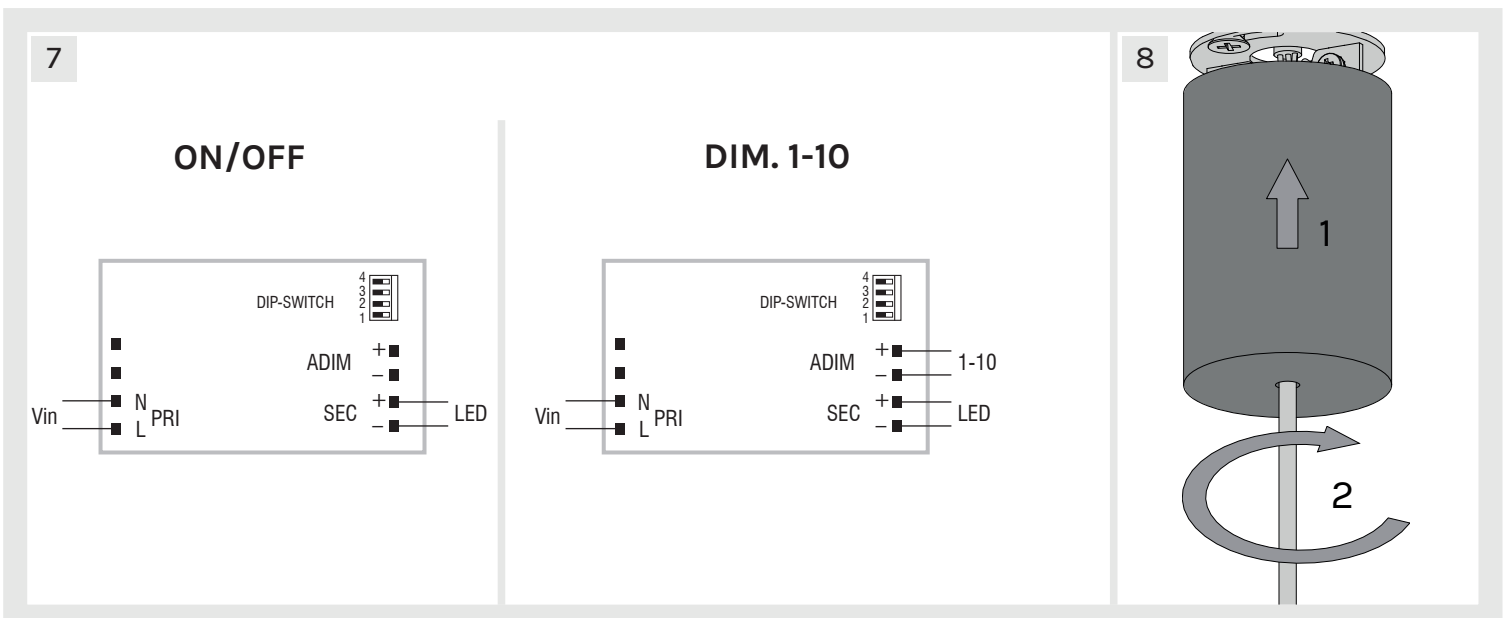 7
ON/OFF
DIP-SWITCH
4
3
2
1
ADIM
+
–
Vin
N
L
PRI
SEC
+
–
LED
DIM. 1-10
DIP-SWITCH
4
3
2
1
ADIM
+
–
1-10
Vin
N
L
PRI
SEC
+
–
LED
8
1
2